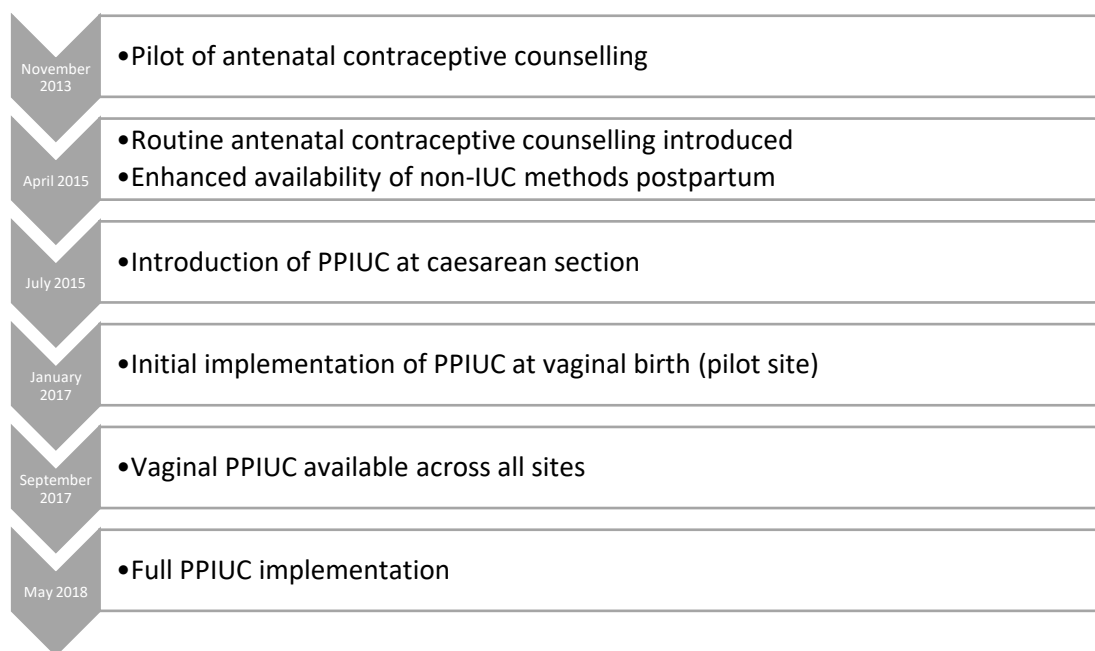 November
2013
•Pilot of antenatal contraceptive counselling
April 2015
•Routine antenatal contraceptive counselling introduced
•Enhanced availability of non-IUC methods postpartum
July 2015
•Introduction of PPIUC at caesarean section
January
2017
•Initial implementation of PPIUC at vaginal birth (pilot site)
September
2017
•Vaginal PPIUC available across all sites
May 2018
•Full PPIUC implementation